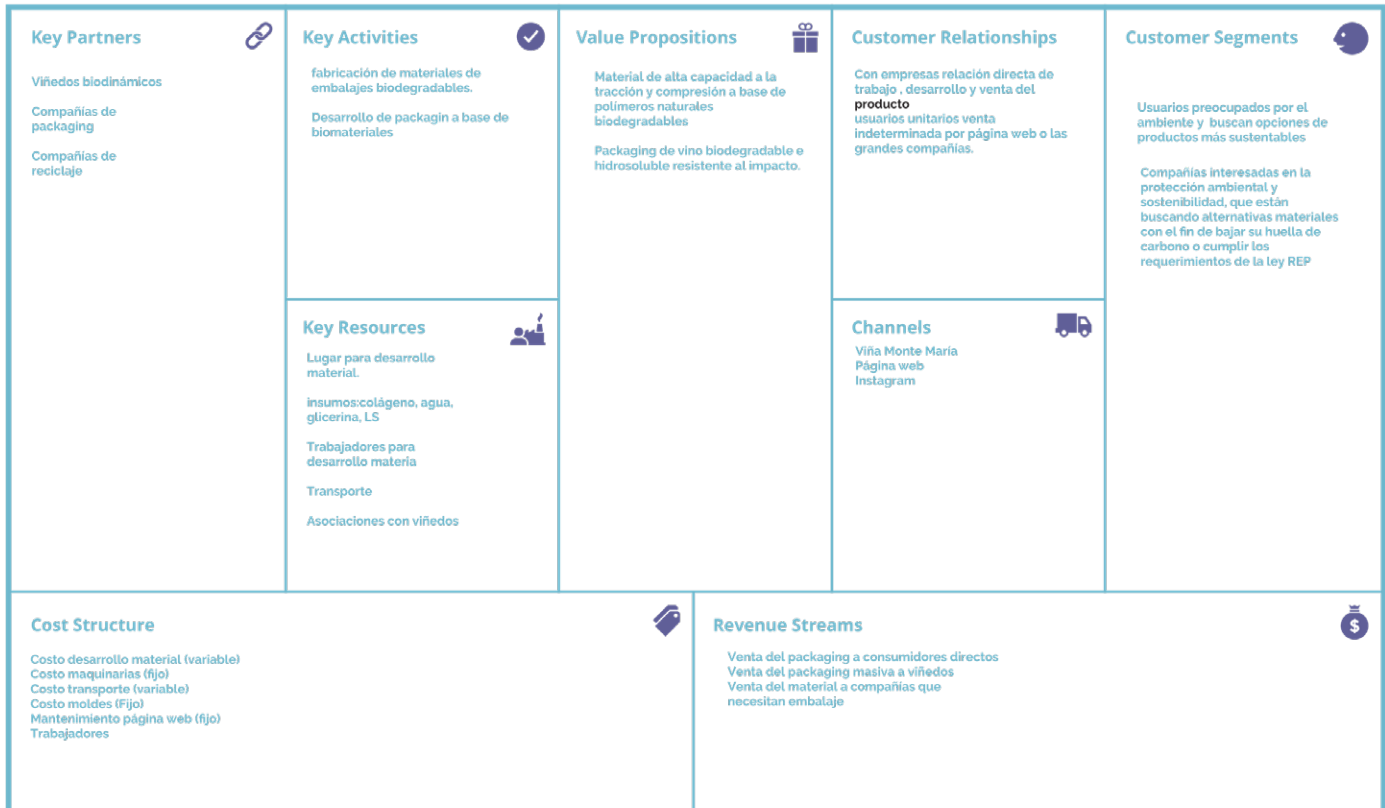 Key Partners
Viñedos biodinámicos
Compañías de
packaging
Compañías de
reciclaje
Key Activities
fabricación de materiales de
embalajes biodegradables.
Desarrollo de packagin a base de
biomateriales
Key Resources
Lugar para desarrollo
material.
insumos:colágeno, agua,
glicerina, LS
Trabajadores para
desarrollo materia
Transporte
Asociaciones con viñedos
Value Propositions
Material de alta capacidad a la
tracción y compresión a base de
polímeros naturales
biodegradables
Packaging de vino biodegradable e
hidrosoluble resistente al impacto.
Customer Relationships
Con empresas relación directa de
trabajo , desarrollo y venta del
producto
usuarios unitarios venta
indeterminada por página web o las
grandes compañías.
Channels
Viña Monte María
Página web
Instagram
Customer Segments
Usuarios preocupados por el
ambiente y buscan opciones de
productos más sustentables
Compañías interesadas en la
protección ambiental y
sostenibilidad, que están
buscando alternativas materiales
con el fin de bajar su huella de
carbono o cumplir los
requerimientos de la ley REP
Cost Structure
Costo desarrollo material (variable)
Costo maquinarias (fijo)
Costo transporte (variable)
Costo moldes (Fijo)
Mantenimiento página web (fijo)
Trabajadores
Revenue Streams
Venta del packaging a consumidores directos
Venta del packaging masiva a viñedos
Venta del material a compañías que
necesitan embalaje
$